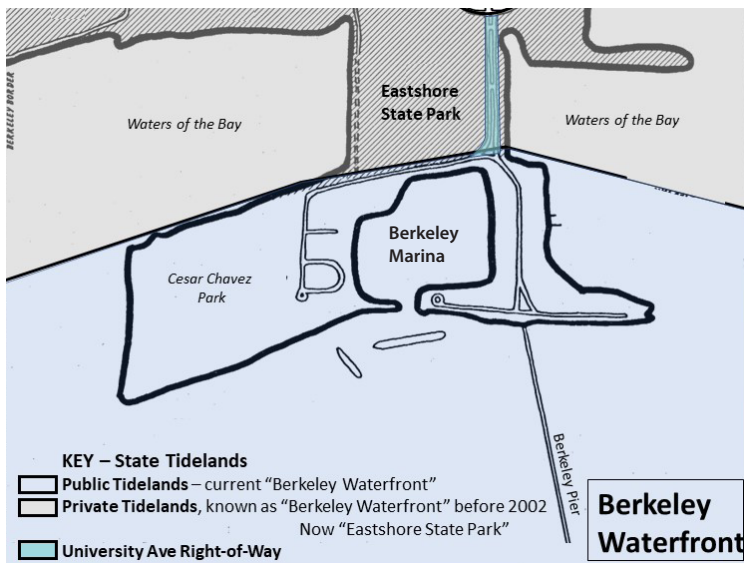 BERKELEY BORDER
Eastshore
State Park
Waters of the Bay
Waters of the Bay
Berkeley
Marina
Cesar Chavez
Park
KEY – State Tidelands
Public Tidelands – current “Berkeley Waterfront”
Private Tidelands, known as “Berkeley Waterfront” before 2002
Now “Eastshore State Park”
University Ave Right-of-Way
Berkeley Pier
Berkeley
Waterfront